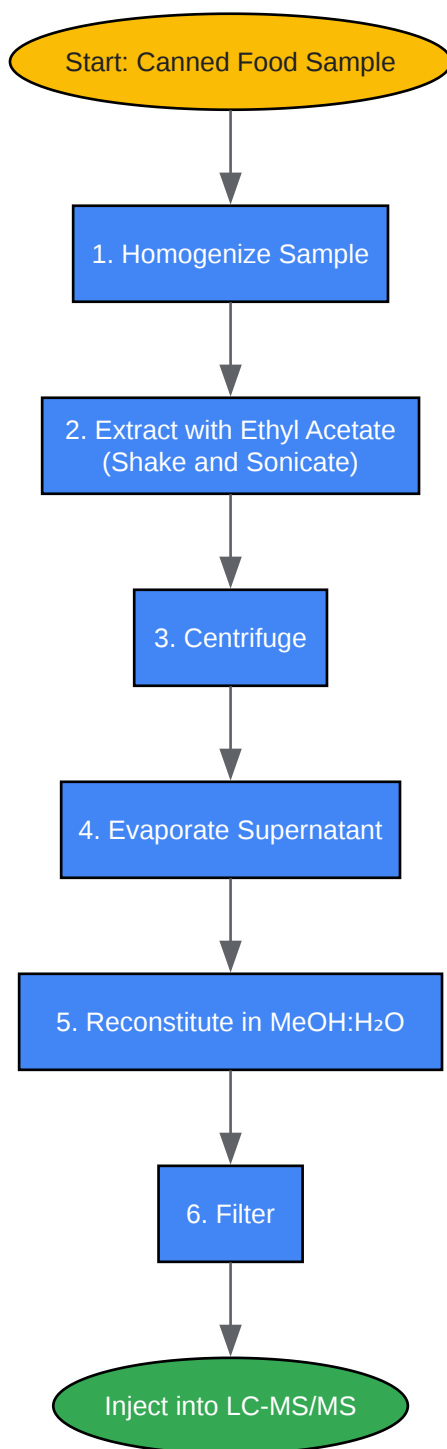 Start: Canned Food Sample
1. Homogenize Sample
2. Extract with Ethyl Acetate
(Shake and Sonicate)
3. Centrifuge
4. Evaporate Supernatant
5. Reconstitute in MeOH:H₂O
6. Filter
Inject into LC-MS/MS